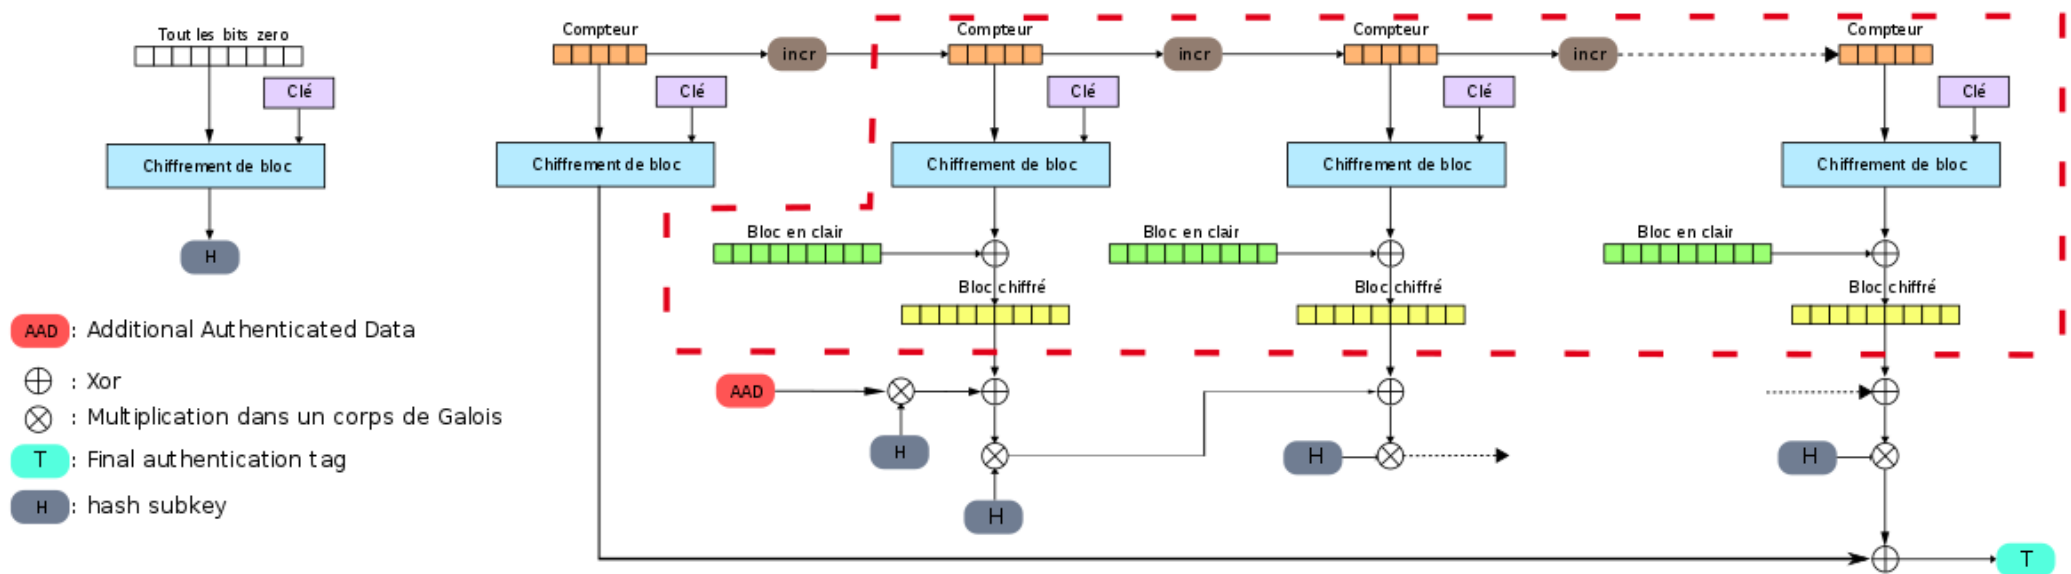 Tout les bits zero
Compteur
Compteur
Compteur
Compteur
incr
incr
incr
Clé
Clé
Clé
Clé
Clé
Chiffrement de bloc
Chiffrement de bloc
Chiffrement de bloc
Chiffrement de bloc
Chiffrement de bloc
Bloc en clair
Bloc en clair
Bloc en clair
H
Bloc chiffré
Bloc chiffré
Bloc chiffré
AAD : Additional Authenticated Data
: Xor
: Multiplication dans un corps de Galois
T : Final authentication tag
H : hash subkey
AAD
H
H
H
H
T